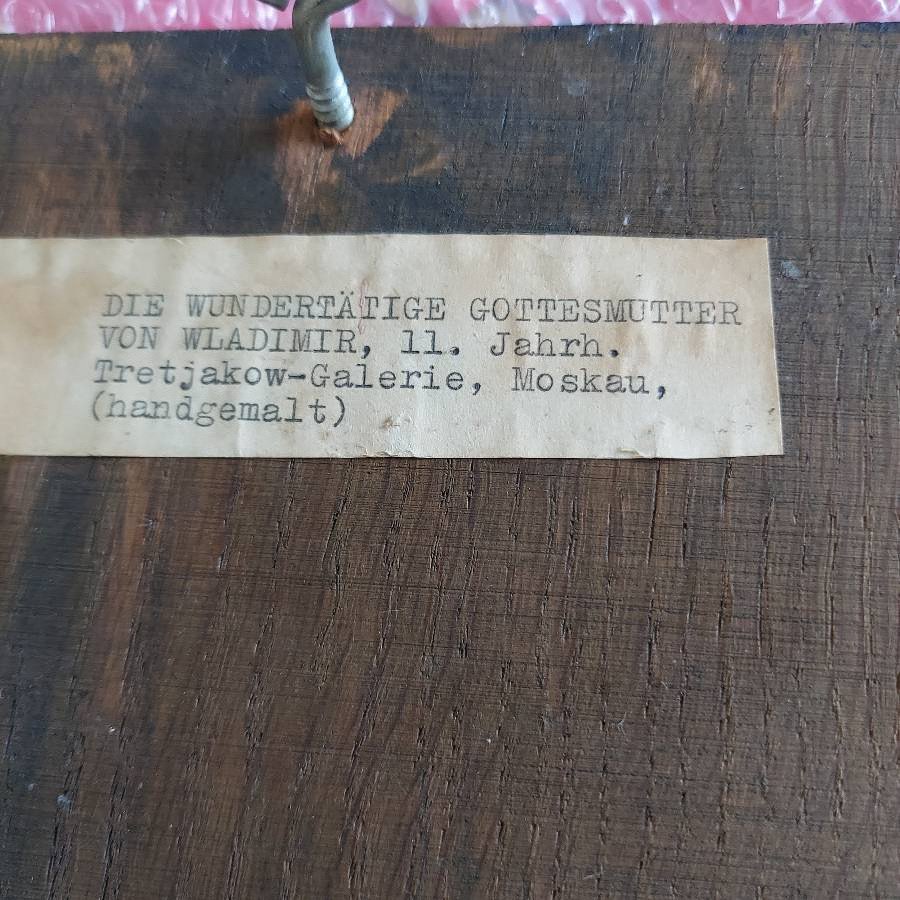 DIE WUNDERTÄTIGE GOTTESMUTTER
VON WLADIMIR, 11. Jahrh.
Tretjakow-Galerie, Moskau,
(handgemalt)